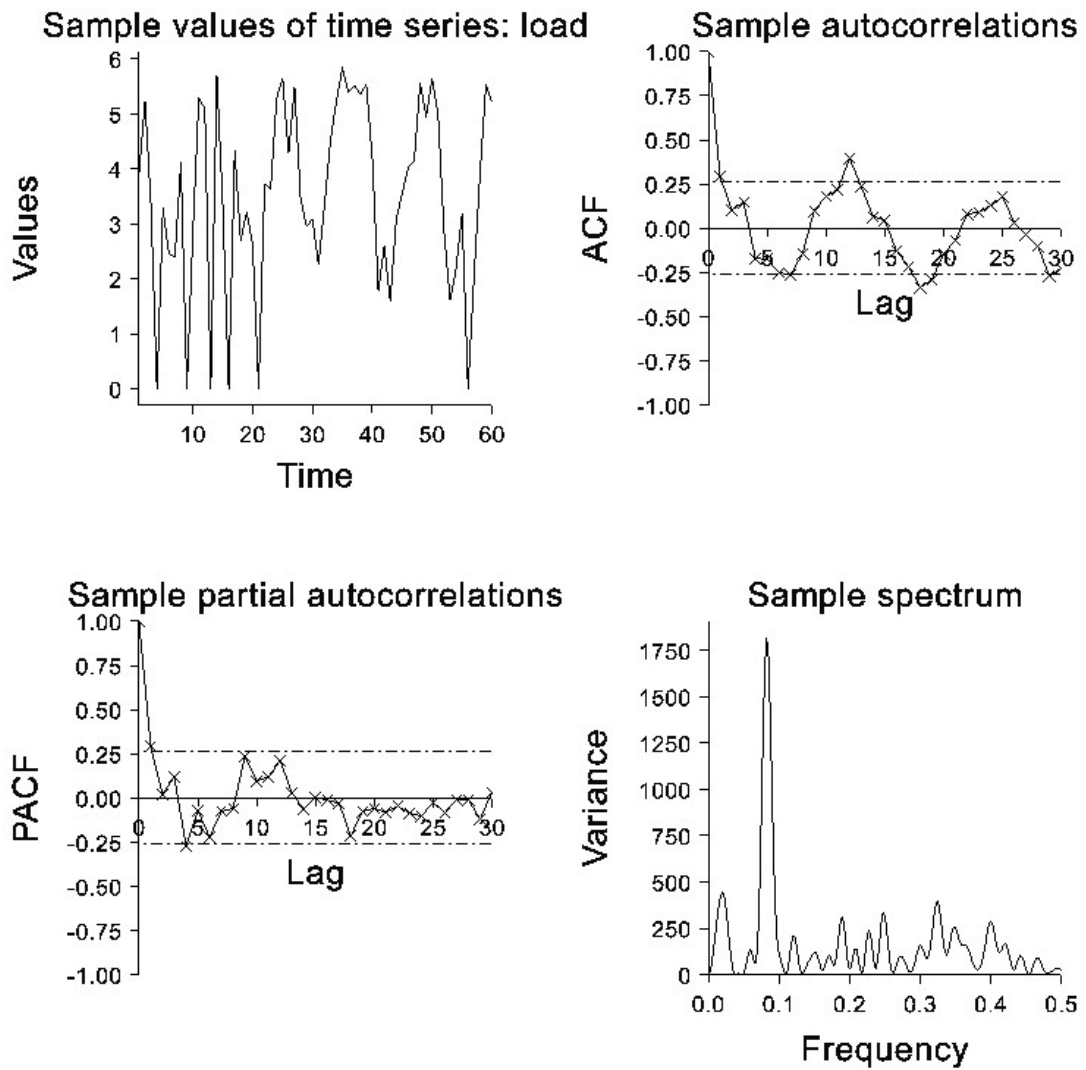 Sample values of time series: load
Values
6
5
4
3
2
1
0
10 20 30 40 50 60
Time
Sample autocorrelations
ACF
1.00
0.75
0.50
0.25
0.00
0 5 10 15 20 25 30
-0.25
Lag
-0.50
-0.75
-1.00
Sample partial autocorrelations
PACF
1.00
0.75
0.50
0.25
0.00
0 5 10 15 20 25 30
-0.25
Lag
-0.50
-0.75
-1.00
Sample spectrum
Variance
1750
1500
1250
1000
750
500
250
0
0.0 0.1 0.2 0.3 0.4 0.5
Frequency